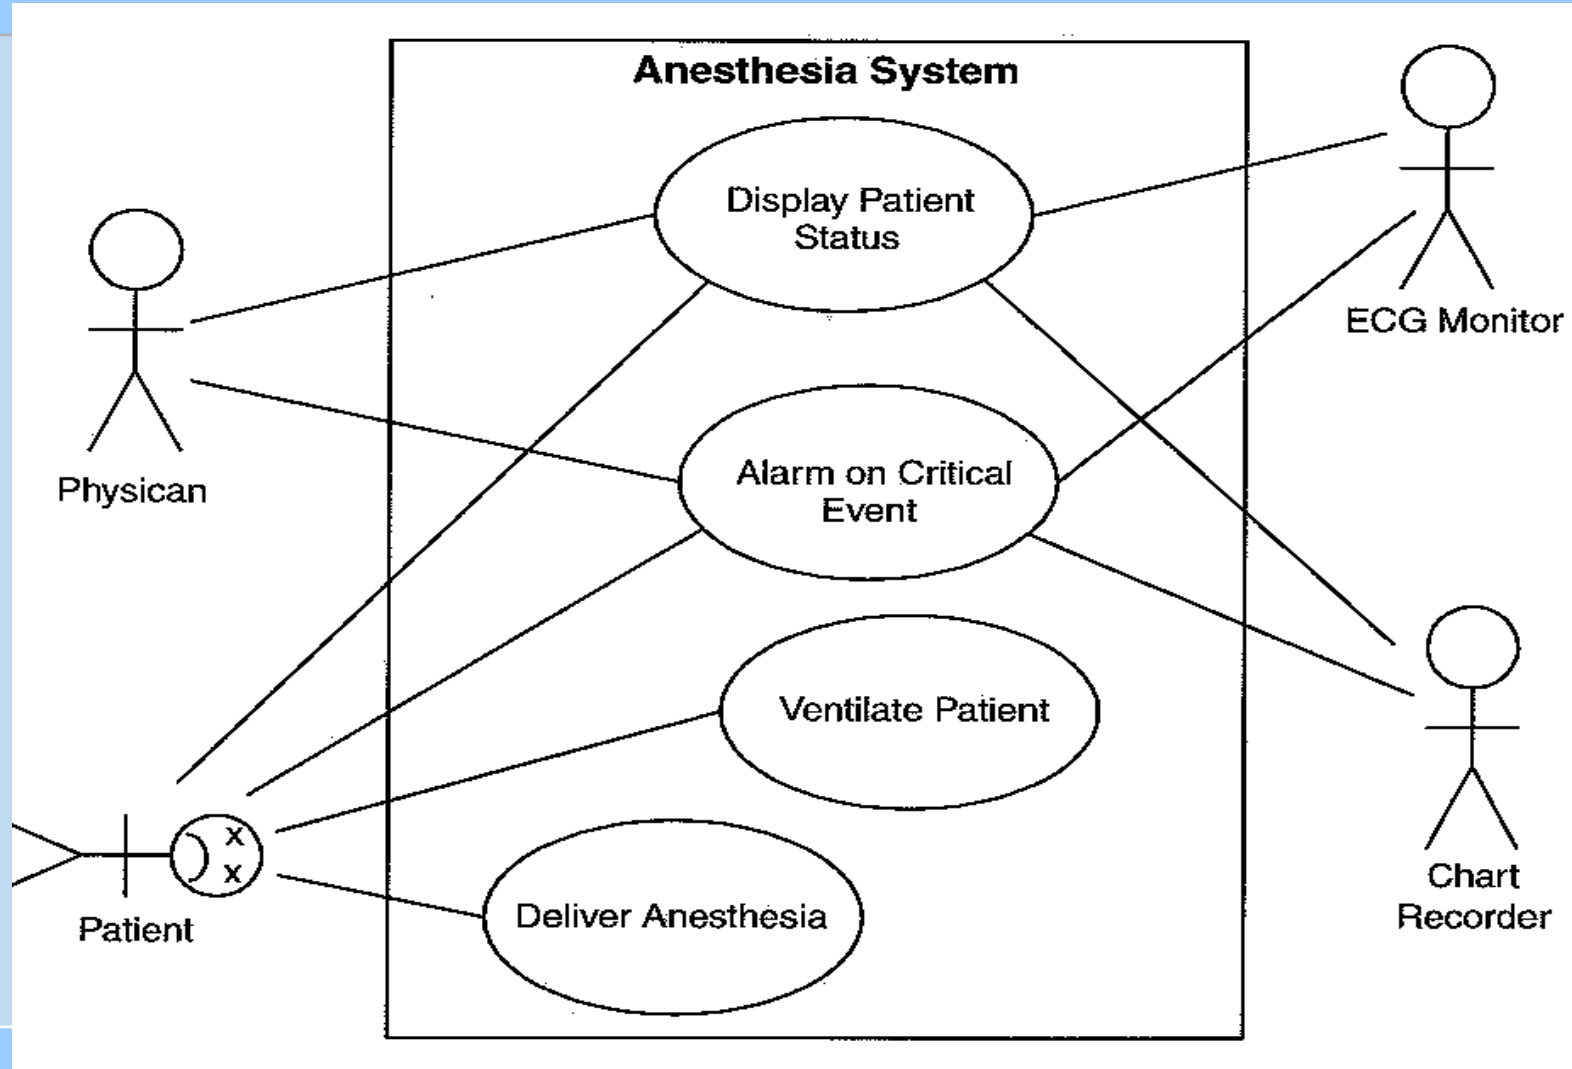 Anesthesia System
Display Patient
Status
ECG Monitor
Physican
Alarm on Critical
Event
Ventilate Patient
x
x
Patient
Deliver Anesthesia
Chart
Recorder